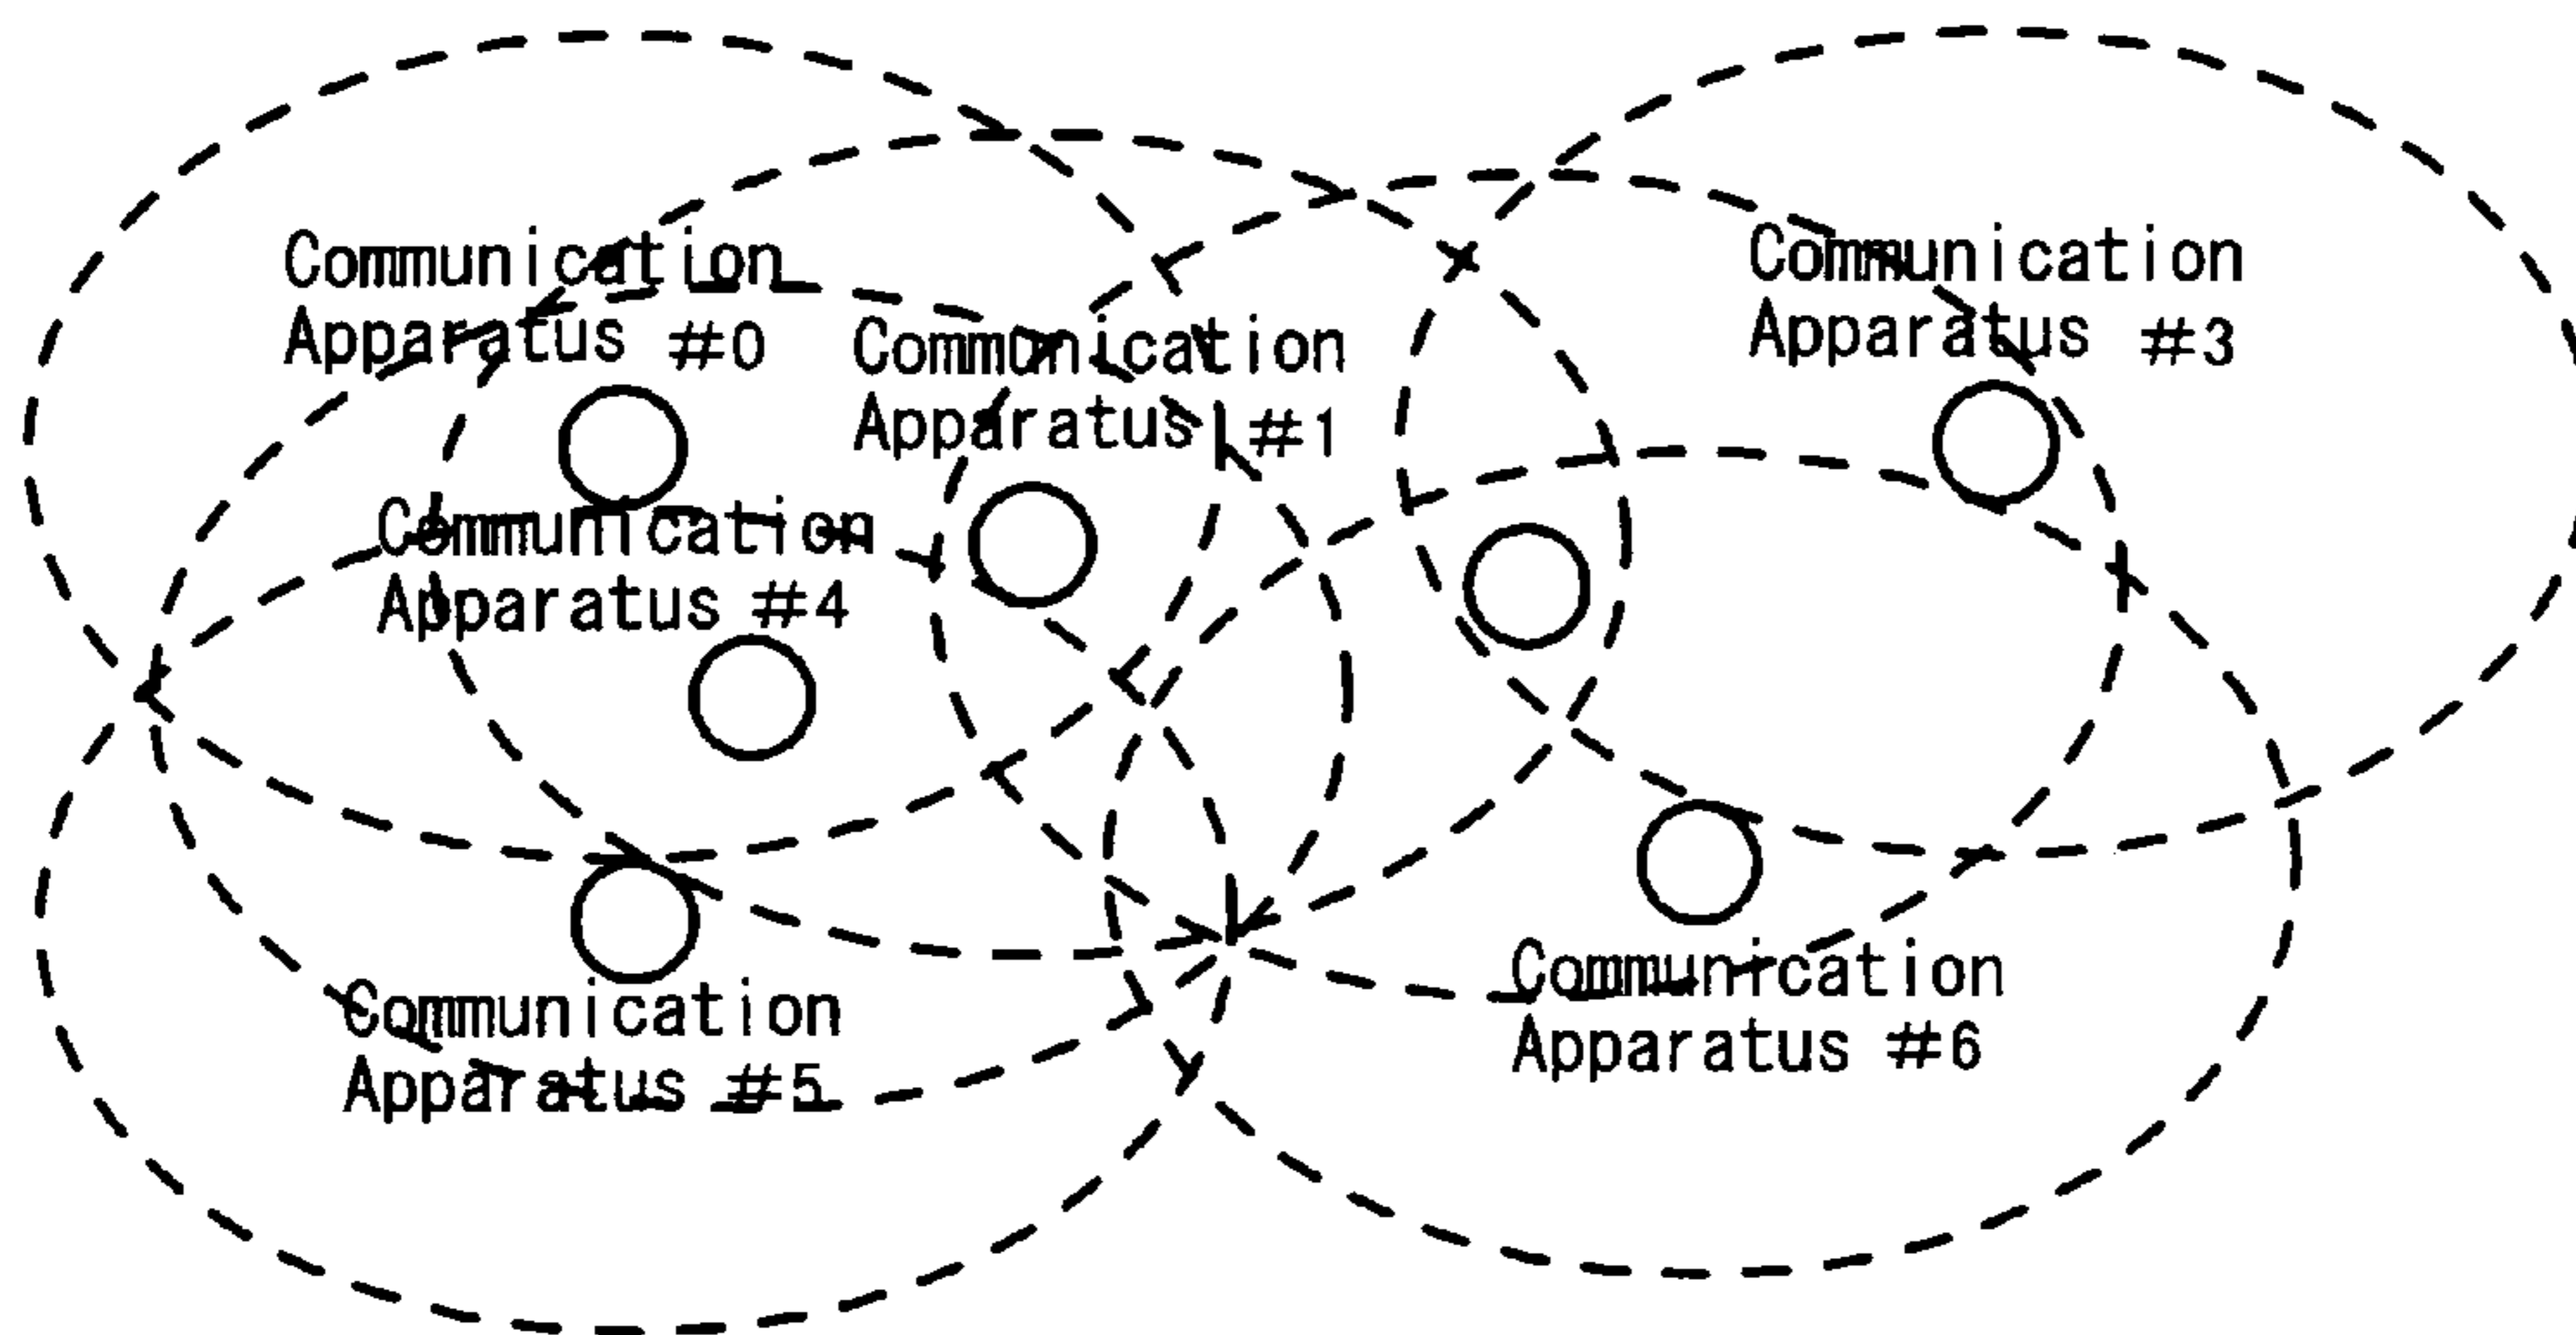 Communication
Apparatus #0
Communication
Apparatus #1
Communication
Apparatus #3
Communication
Apparatus #4
Communication
Apparatus #5
Communication
Apparatus #6